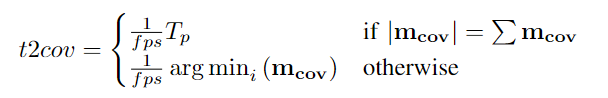 t2cov = { 1/fps T_p if |m_cov| = ∑ m_cov
1/fps arg min_i (m_cov) otherwise